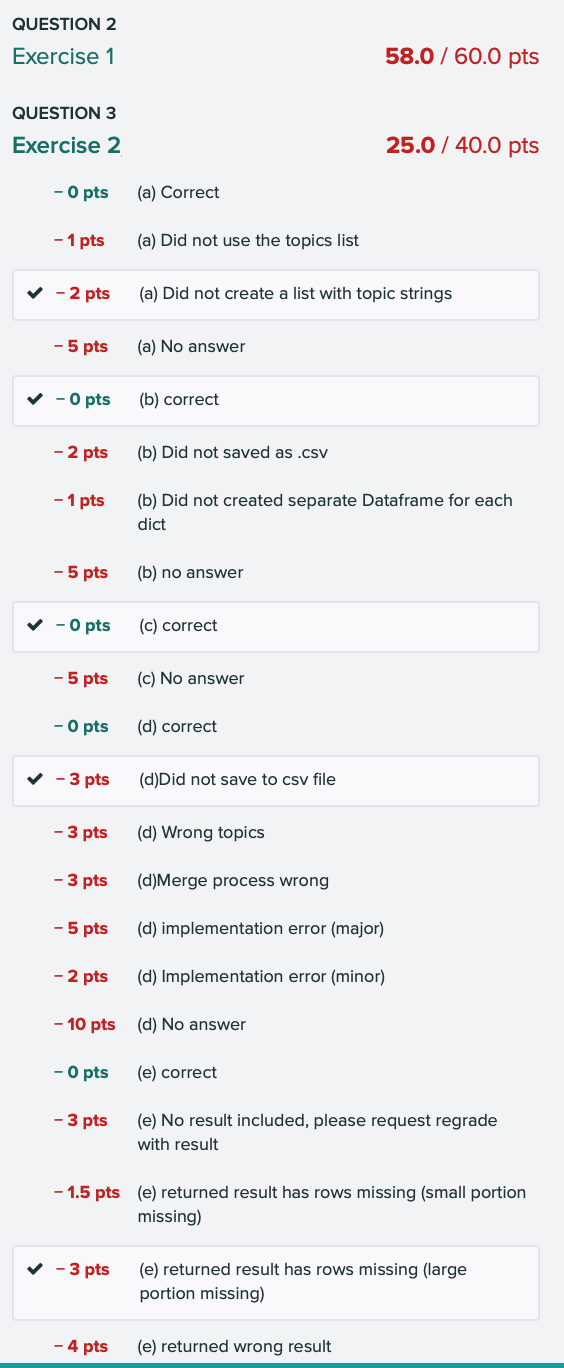 QUESTION 2
Exercise 1 58.0 / 60.0 pts
QUESTION 3
Exercise 2 25.0 / 40.0 pts
– 0 pts (a) Correct
– 1 pts (a) Did not use the topics list
✔ – 2 pts (a) Did not create a list with topic strings
– 5 pts (a) No answer
✔ – 0 pts (b) correct
– 2 pts (b) Did not saved as .csv
– 1 pts (b) Did not created separate Dataframe for each
dict
– 5 pts (b) no answer
✔ – 0 pts (c) correct
– 5 pts (c) No answer
– 0 pts (d) correct
✔ – 3 pts (d)Did not save to csv file
– 3 pts (d) Wrong topics
– 3 pts (d)Merge process wrong
– 5 pts (d) implementation error (major)
– 2 pts (d) Implementation error (minor)
– 10 pts (d) No answer
– 0 pts (e) correct
– 3 pts (e) No result included, please request regrade
with result
– 1.5 pts (e) returned result has rows missing (small portion
missing)
✔ – 3 pts (e) returned result has rows missing (large
portion missing)
– 4 pts (e) returned wrong result